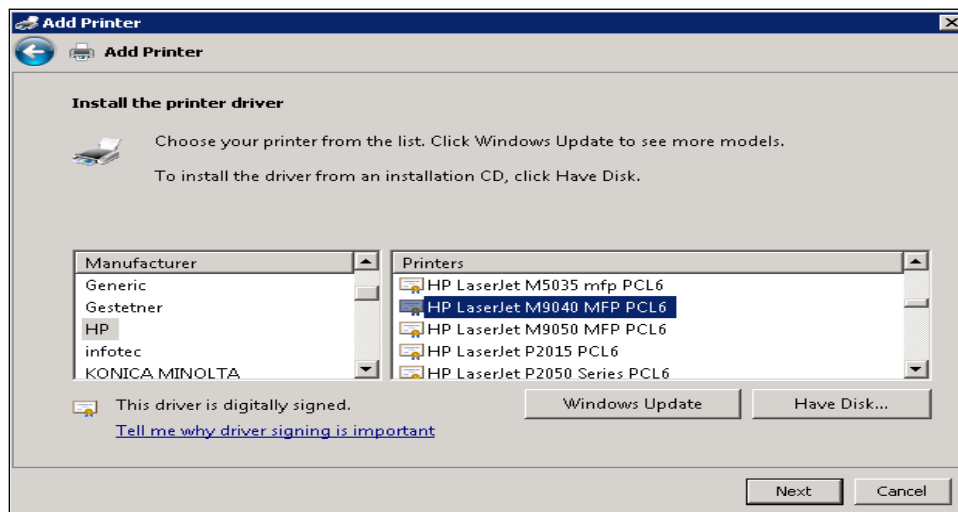 Add Printer
Add Printer
Install the printer driver
Choose your printer from the list. Click Windows Update to see more models.
To install the driver from an installation CD, click Have Disk.
Manufacturer
Generic
Gestetner
HP
infotec
KONICA MINOLTA
Printers
HP LaserJet M5035 mfp PCL6
HP LaserJet M9040 MFP PCL6
HP LaserJet M9050 MFP PCL6
HP LaserJet P2015 PCL6
HP LaserJet P2050 Series PCL6
This driver is digitally signed.
Tell me why driver signing is important
Windows Update
Have Disk...
Next
Cancel